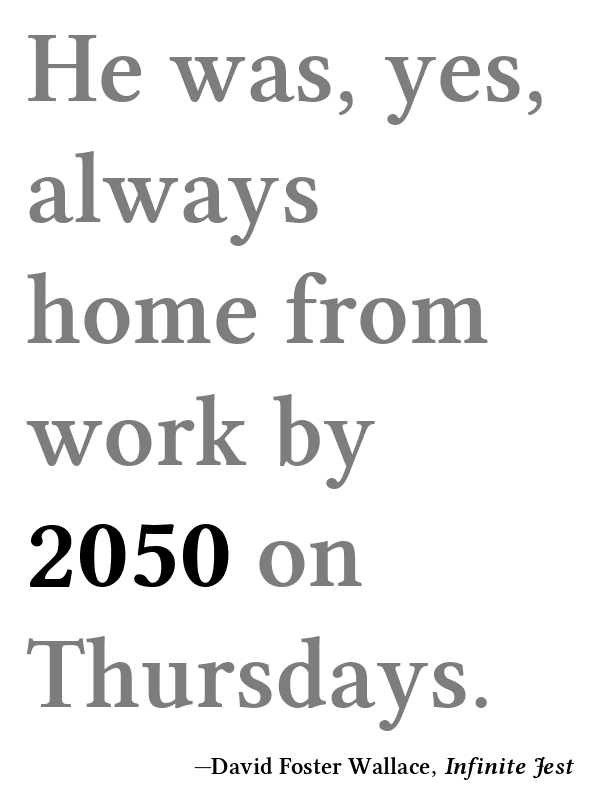 He was, yes,
always
home from
work by
2050 on
Thursdays.
—David Foster Wallace, Infinite Jest